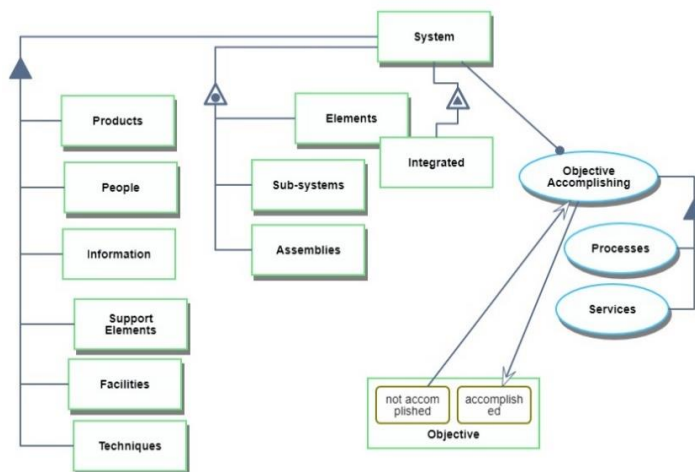 System
Products
Elements
Integrated
Objective
Accomplishing
People
Sub-systems
Information
Assemblies
Processes
Services
Support
Elements
Facilities
not accom
plished
accomplish
ed
Objective
Techniques